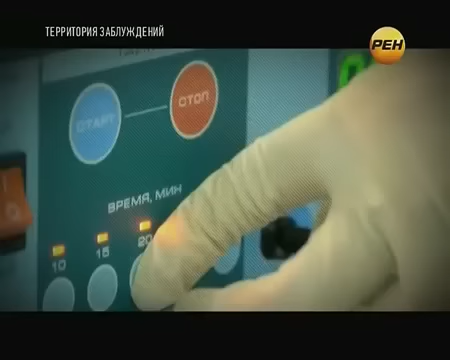 ТЕРРИТОРИЯ ЗАБЛУЖДЕНИЙ
РЕН
СТАРТ
СТОП
ВРЕМЯ, МИН
10 15 20